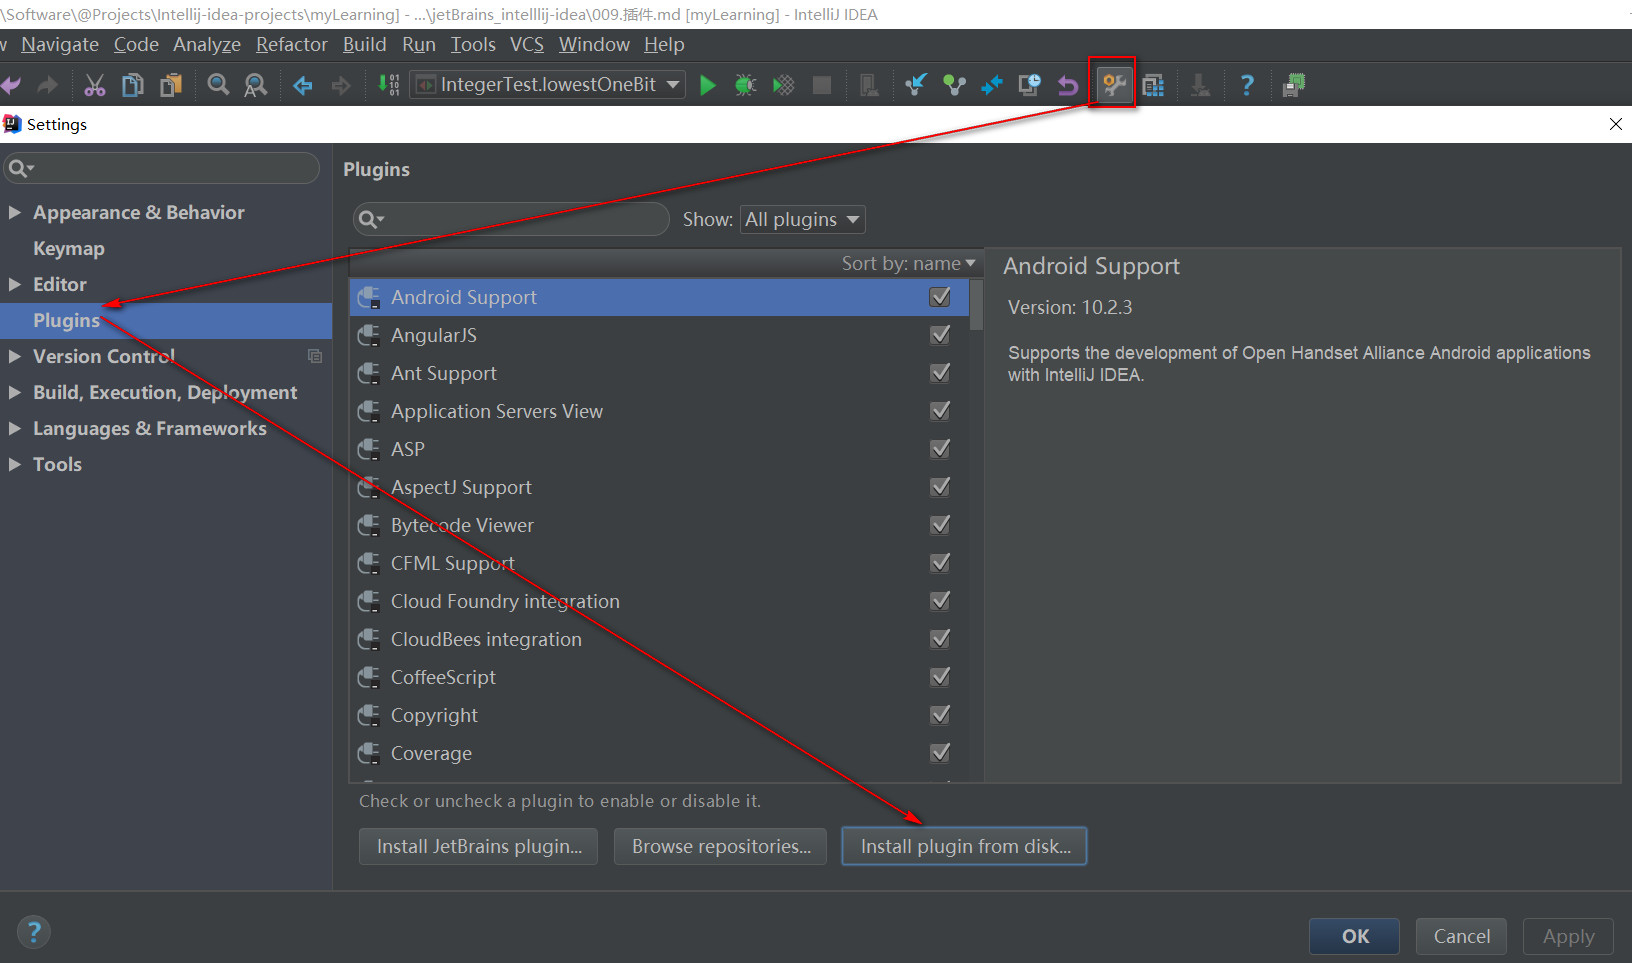 \Software\@Projects\Intellij-idea-projects\myLearning] - ...\jetBrains_intelllij-idea\009.插件.md [myLearning] - IntelliJ IDEA
w Navigate Code Analyze Refactor Build Run Tools VCS Window Help
IntegerTest.lowestOneBit
Settings
Plugins
Appearance & Behavior
Keymap
Editor
Plugins
Version Control
Build, Execution, Deployment
Languages & Frameworks
Tools
Show: All plugins
Sort by: name
Android Support
AngularJS
Ant Support
Application Servers View
ASP
AspectJ Support
Bytecode Viewer
CFML Support
Cloud Foundry integration
CloudBees integration
CoffeeScript
Copyright
Coverage
Android Support
Version: 10.2.3
Supports the development of Open Handset Alliance Android applications
with IntelliJ IDEA.
Check or uncheck a plugin to enable or disable it.
Install JetBrains plugin... Browse repositories... Install plugin from disk...
? OK Cancel Apply